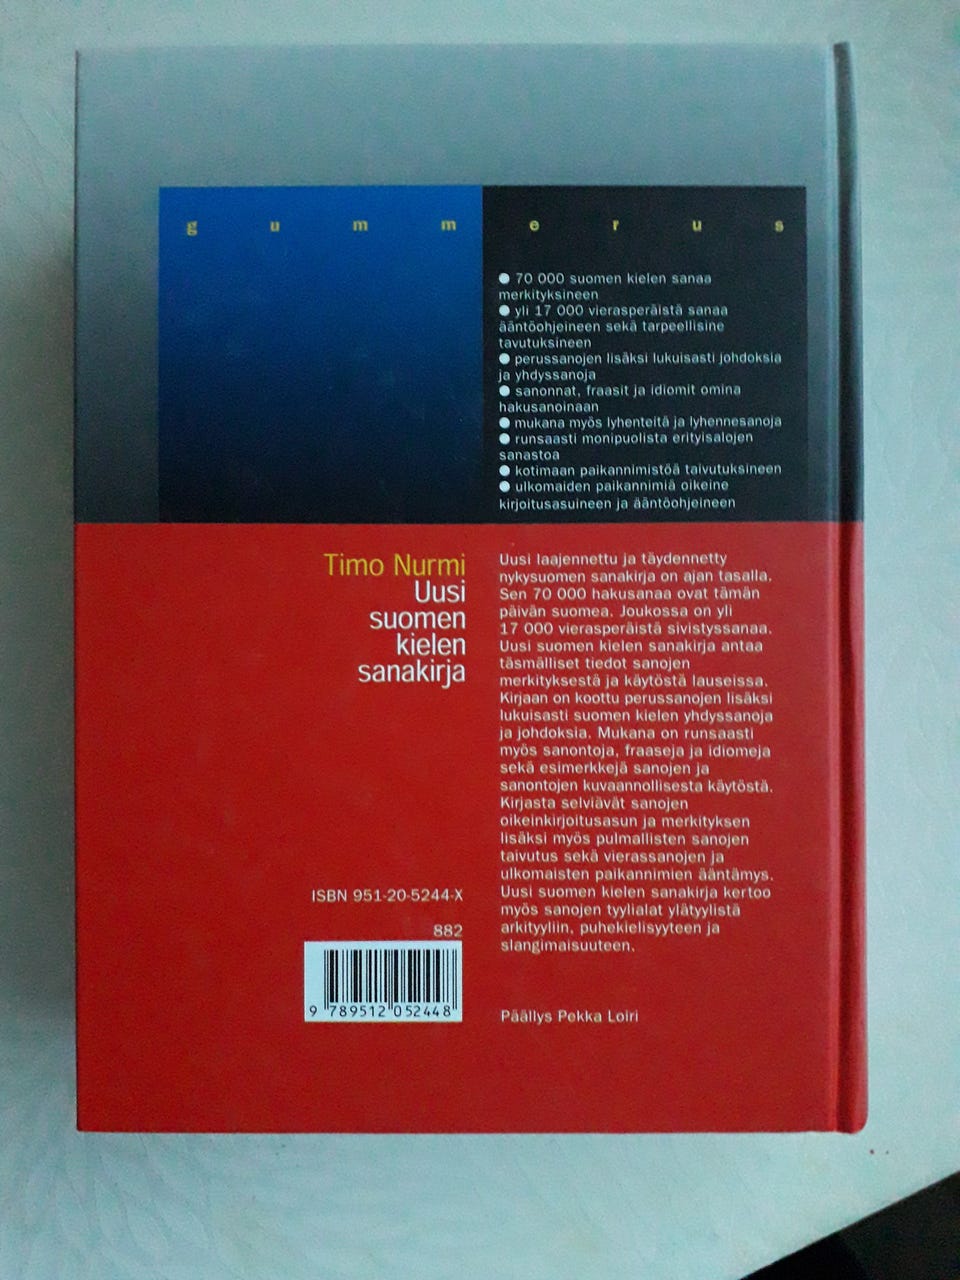 gummerus
● 70 000 suomen kielen sanaa
merkityksineen
● yli 17 000 vierasperäistä sanaa
ääntöohjeineen sekä tarpeellisine
tavutuksineen
● perussanojen lisäksi lukuisasti johdoksia
ja yhdyssanoja
● sanonnat, fraasit ja idiomit omina
hakusanoinaan
● mukana myös lyhenteitä ja lyhennesanoja
● runsaasti monipuolista erityisalojen
sanastoa
● kotimaan paikannimistöä taivutuksineen
● ulkomaiden paikannimiä oikeine
kirjoitusasuineen ja ääntöohjeineen
Timo Nurmi
Uusi
suomen
kielen
sanakirja
Uusi laajennettu ja täydennetty
nykysuomen sanakirja on ajan tasalla.
Sen 70 000 hakusanaa ovat tämän
päivän suomea. Joukossa on yli
17 000 vierasperäistä sivistyssanaa.
Uusi suomen kielen sanakirja antaa
täsmälliset tiedot sanojen
merkityksestä ja käytöstä lauseissa.
Kirjaan on koottu perussanojen lisäksi
lukuisasti suomen kielen yhdyssanoja
ja johdoksia. Mukana on runsaasti
myös sanontoja, fraaseja ja idiomeja
sekä esimerkkejä sanojen ja
sanontojen kuvaannollisesta käytöstä.
Kirjasta selviävät sanojen
oikeinkirjoitusasun ja merkityksen
lisäksi myös pulmallisten sanojen
taivutus sekä vierassanojen ja
ulkomaisten paikannimien ääntämys.
Uusi suomen kielen sanakirja kertoo
myös sanojen tyylialat ylätyylistä
arkityyliin, puhekielisyyteen ja
slangimaisuuteen.
ISBN 951-20-5244-X
882
9 789512 052448
Päällys Pekka Loiri